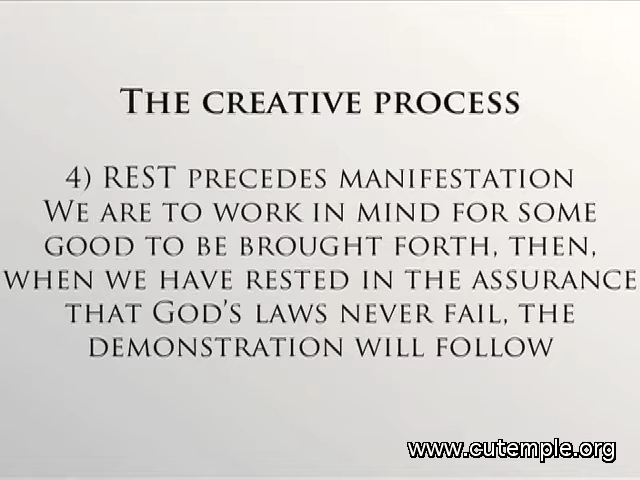 THE CREATIVE PROCESS
4) REST PRECEDES MANIFESTATION
WE ARE TO WORK IN MIND FOR SOME
GOOD TO BE BROUGHT FORTH, THEN,
WHEN WE HAVE RESTED IN THE ASSURANCE
THAT GOD'S LAWS NEVER FAIL, THE
DEMONSTRATION WILL FOLLOW
www.cutemple.org